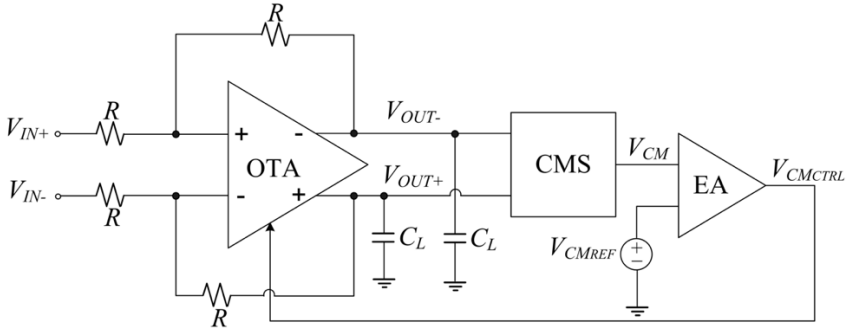 R
R
V_IN+
+
-
V_OUT-
OTA
CMS
V_CM
EA
V_CMCTRL
V_IN-
-
+
V_OUT+
R
C_L
C_L
V_CMREF
+
-
R